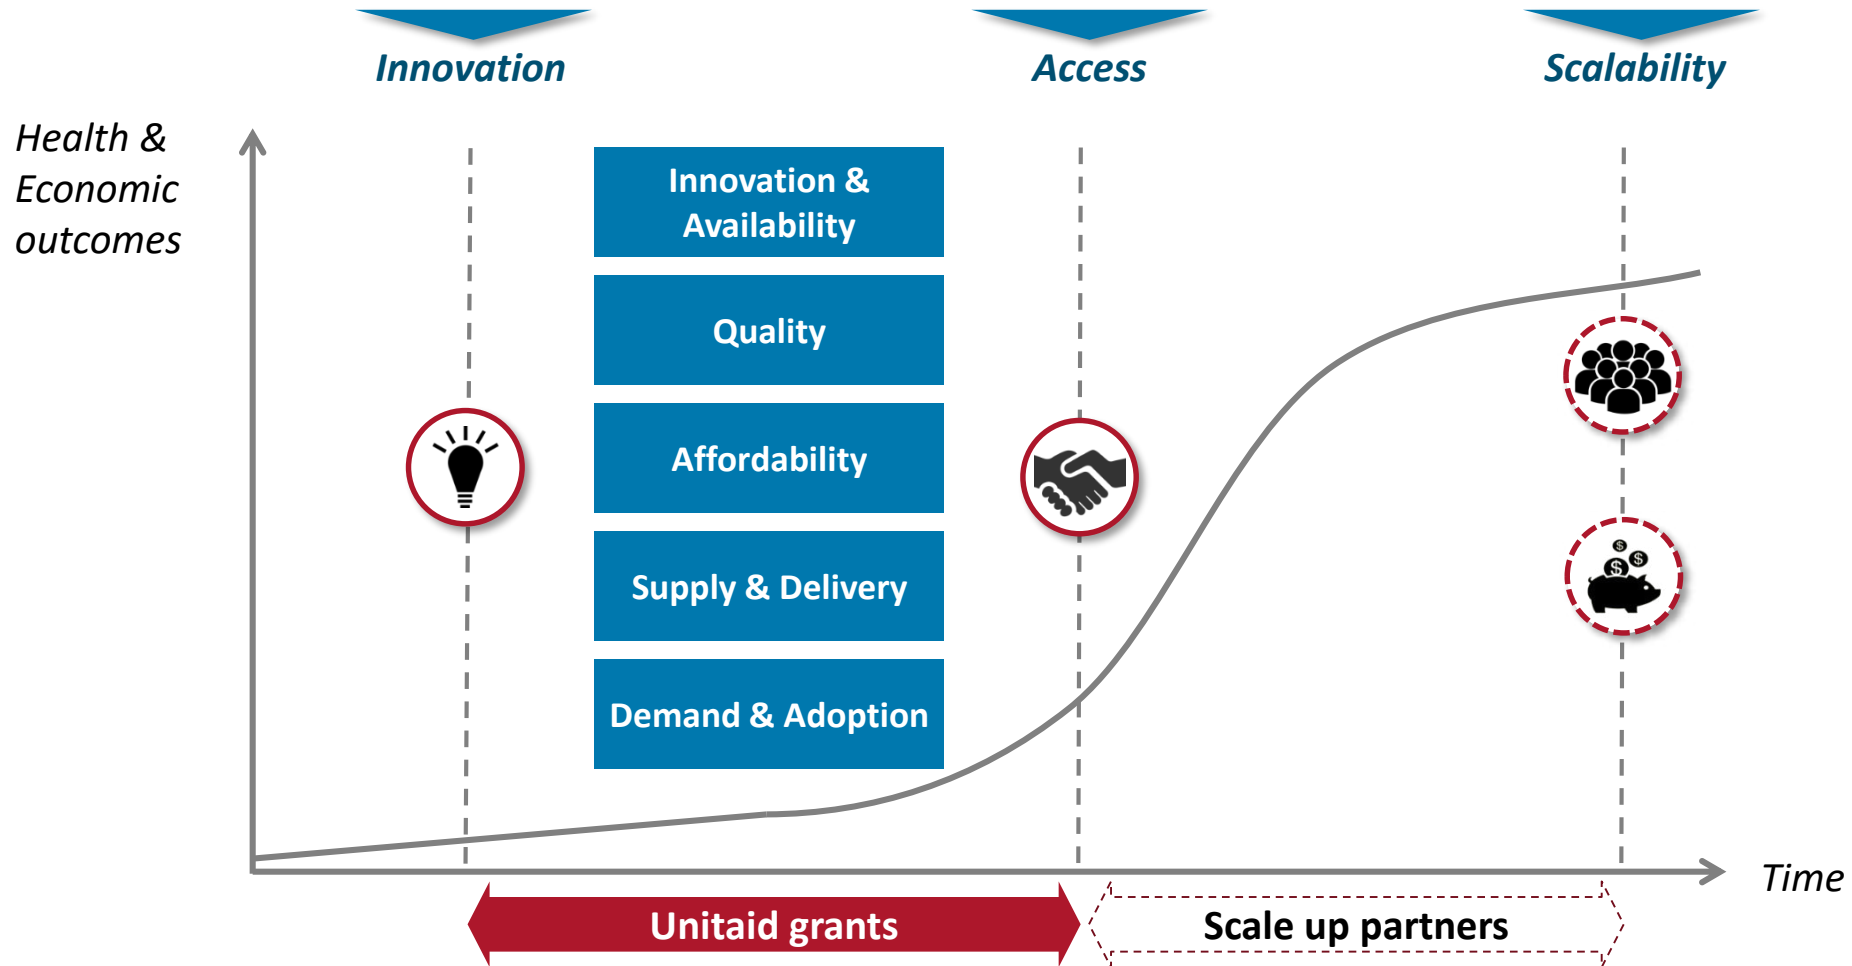 Innovation
Access
Scalability
Health &
Economic
outcomes
Innovation &
Availability
Quality
Affordability
Supply & Delivery
Demand & Adoption
$
$
$
Time
Unitaid grants
Scale up partners